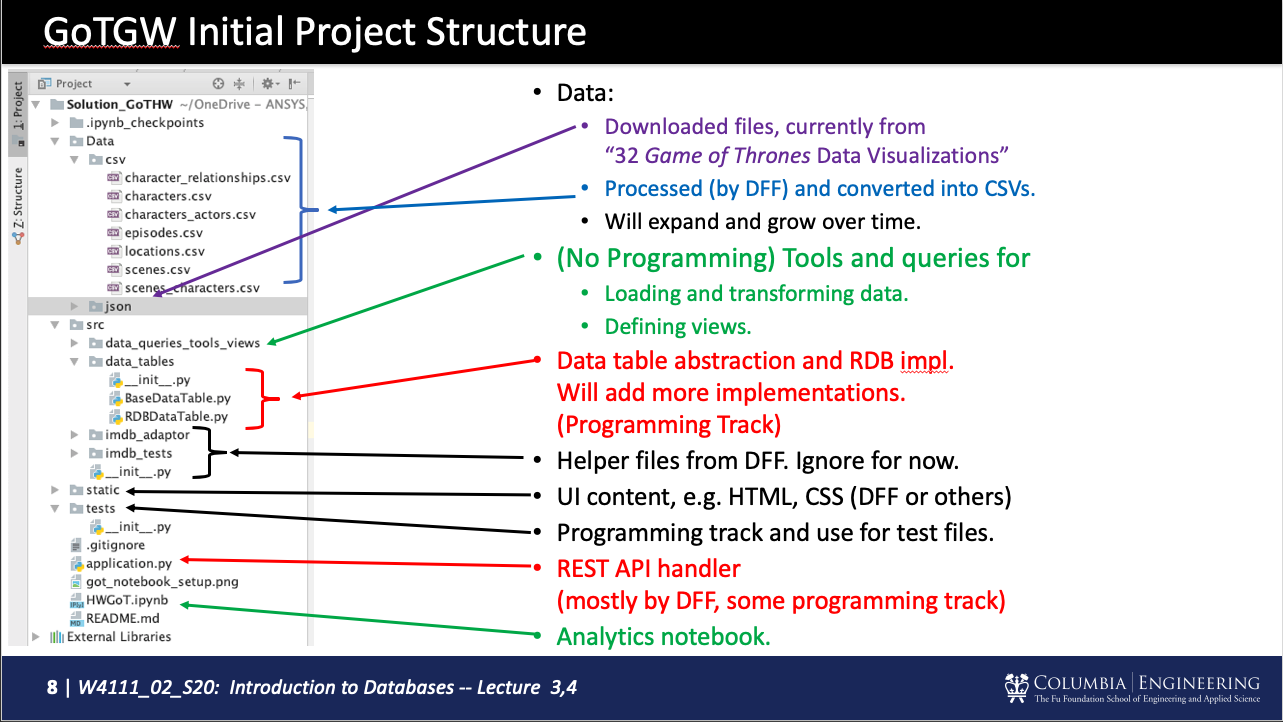 GoTGW Initial Project Structure
Project
1: Project
Z: Structure
Solution_GoTHW ~/OneDrive – ANSYS,
.ipynb_checkpoints
Data
csv
character_relationships.csv
characters.csv
characters_actors.csv
episodes.csv
locations.csv
scenes.csv
scenes_characters.csv
json
src
data_queries_tools_views
data_tables
__init__.py
BaseDataTable.py
RDBDataTable.py
imdb_adaptor
imdb_tests
__init__.py
static
tests
__init__.py
.gitignore
application.py
got_notebook_setup.png
HWGoT.ipynb
README.md
External Libraries
• Data:
• Downloaded files, currently from
“32 Game of Thrones Data Visualizations”
• Processed (by DFF) and converted into CSVs.
• Will expand and grow over time.
• (No Programming) Tools and queries for
• Loading and transforming data.
• Defining views.
• Data table abstraction and RDB impl.
Will add more implementations.
(Programming Track)
• Helper files from DFF. Ignore for now.
• UI content, e.g. HTML, CSS (DFF or others)
• Programming track and use for test files.
• REST API handler
(mostly by DFF, some programming track)
• Analytics notebook.
8 | W4111_02_S20: Introduction to Databases -- Lecture 3,4
COLUMBIA | ENGINEERING
The Fu Foundation School of Engineering and Applied Science